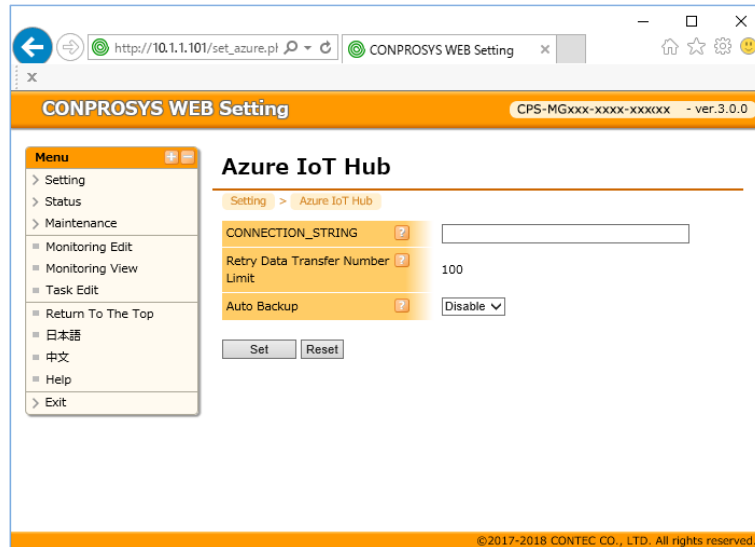 http://10.1.1.101/set_azure.pl
CONPROSYS WEB Setting
x
CONPROSYS WEB Setting
CPS-MGxxx-xxxx-xxxxxx - ver.3.0.0
Menu
Azure IoT Hub
Setting > Azure IoT Hub
Setting
Status
Maintenance
Monitoring Edit
Monitoring View
Task Edit
Return To The Top
日本語
中文
Help
Exit
CONNECTION_STRING
Retry Data Transfer Number Limit
100
Auto Backup
Disable
Set
Reset
©2017-2018 CONTEC CO., LTD. All rights reserved.